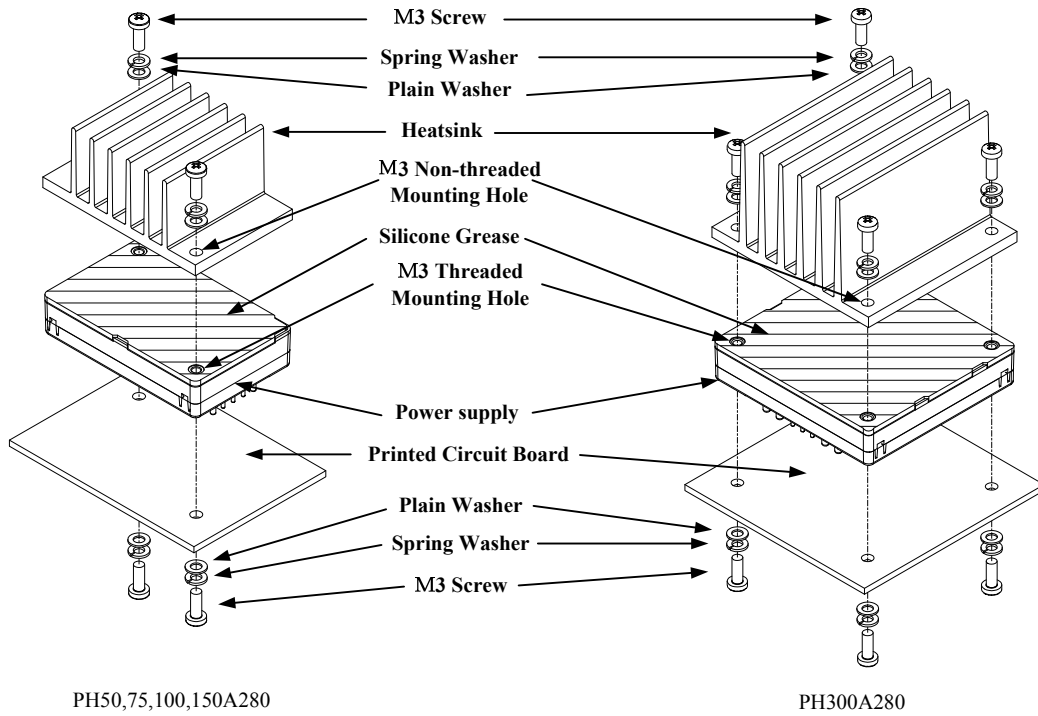 M3 Screw
Spring Washer
Plain Washer
Heatsink
M3 Non-threaded
Mounting Hole
Silicone Grease
M3 Threaded
Mounting Hole
Power supply
Printed Circuit Board
Plain Washer
Spring Washer
M3 Screw
PH50,75,100,150A280
PH300A280